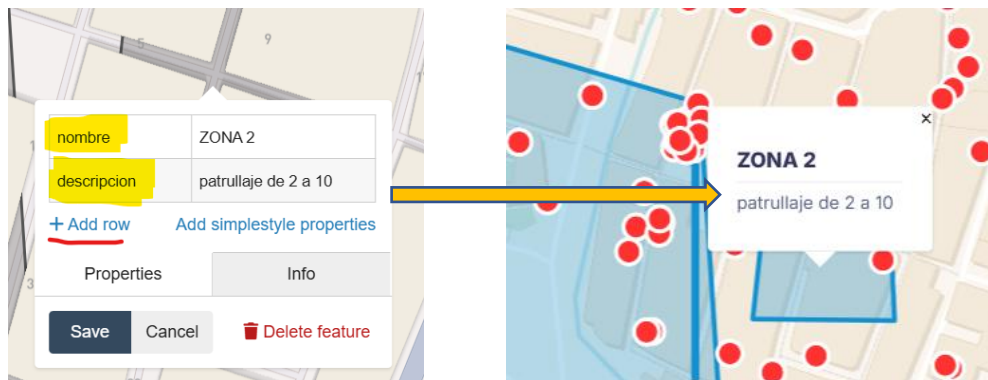 5
9
nombre ZONA 2
descripcion patrullaje de 2 a 10
+ Add row Add simplestyle properties
Properties Info
Save Cancel Delete feature
×
ZONA 2
patrullaje de 2 a 10